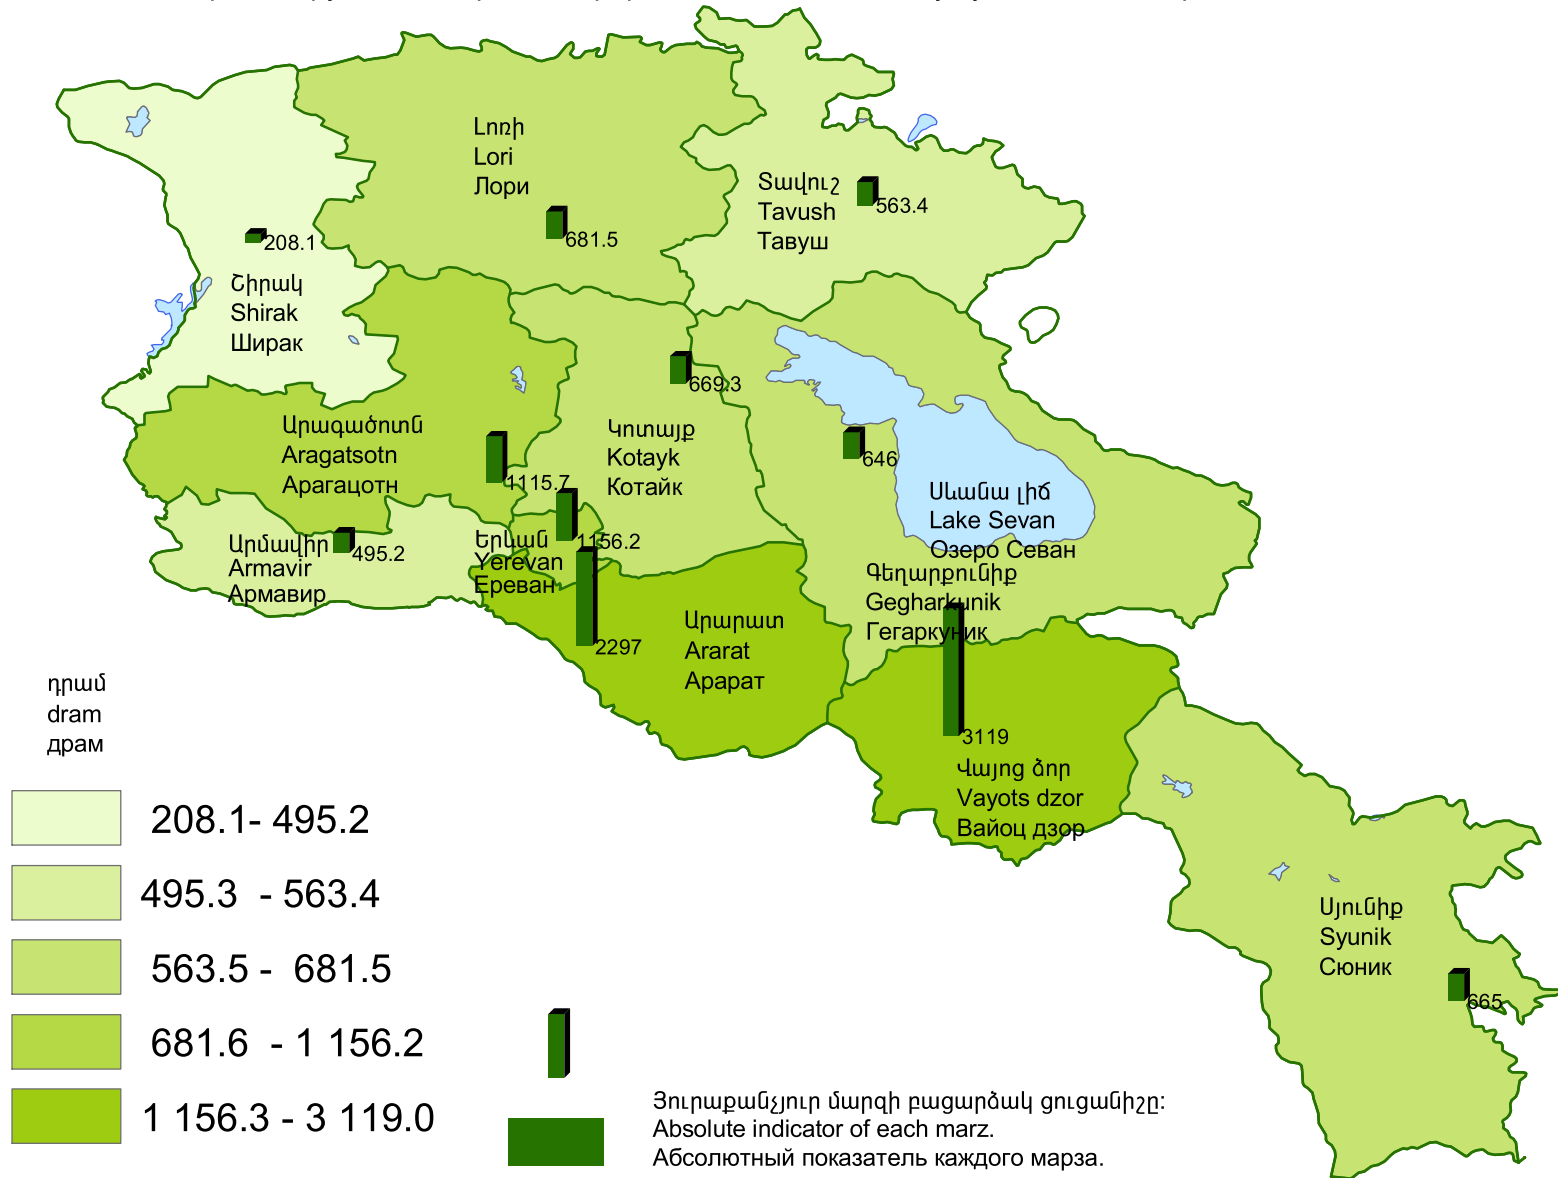 Լոռի
Lori
Лори
681.5
Տավուշ
Tavush
Тавуш
563.4
208.1
Շիրակ
Shirak
Ширак
669.3
Արագածոտն
Aragatsotn
Арагацотн
1115.7
Կոտայք
Kotayk
Котайк
646
Սևանա լիճ
Lake Sevan
Озеро Севан
Արմավիր
Armavir
Армавир
495.2
Երևան
Yerevan
Ереван
1156.2
Գեղարքունիք
Gegharkunik
Гегаркуник
2297
Արարատ
Ararat
Арарат
3119
Վայոց ձոր
Vayots dzor
Вайоц дзор
Սյունիք
Syunik
Сюник
665
դրամ
dram
драм
208.1- 495.2
495.3 - 563.4
563.5 - 681.5
681.6 - 1 156.2
1 156.3 - 3 119.0
Յուրաքանչյուր մարզի բացարձակ ցուցանիշը:
Absolute indicator of each marz.
Абсолютный показатель каждого марза.